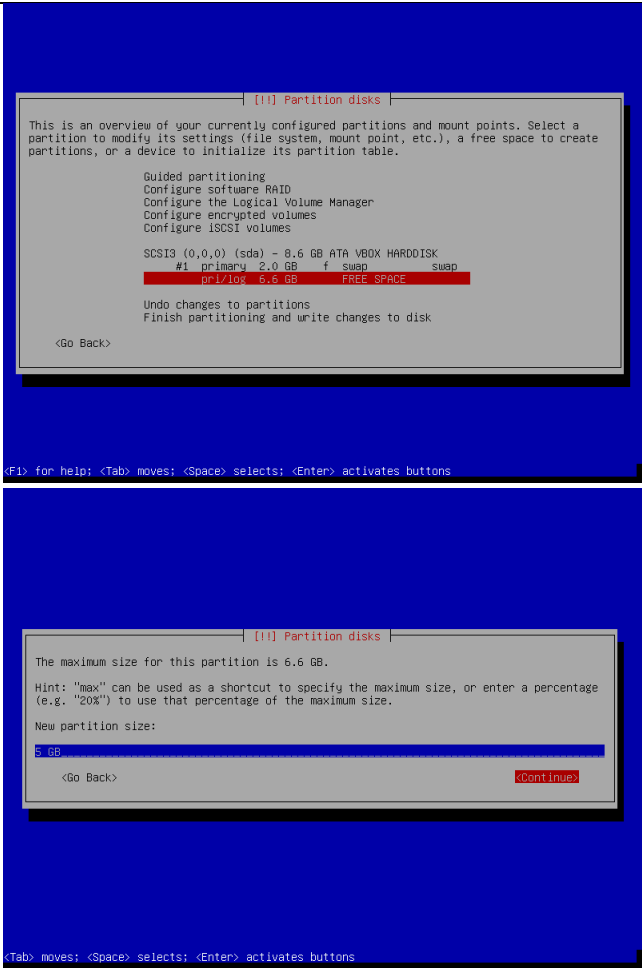 [!!] Partition disks
This is an overview of your currently configured partitions and mount points. Select a
partition to modify its settings (file system, mount point, etc.), a free space to create
partitions, or a device to initialize its partition table.
Guided partitioning
Configure software RAID
Configure the Logical Volume Manager
Configure encrypted volumes
Configure iSCSI volumes
SCSI3 (0,0,0) (sda) - 8.6 GB ATA VBOX HARDDISK
#1 primary 2.0 GB f swap swap
pri/log 6.6 GB FREE SPACE
Undo changes to partitions
Finish partitioning and write changes to disk
<Go Back>
<F1> for help; <Tab> moves; <Space> selects; <Enter> activates buttons
[!!] Partition disks
The maximum size for this partition is 6.6 GB.
Hint: "max" can be used as a shortcut to specify the maximum size, or enter a percentage
(e.g. "20%") to use that percentage of the maximum size.
New partition size:
5 GB
<Go Back> <Continue>
<Tab> moves; <Space> selects; <Enter> activates buttons